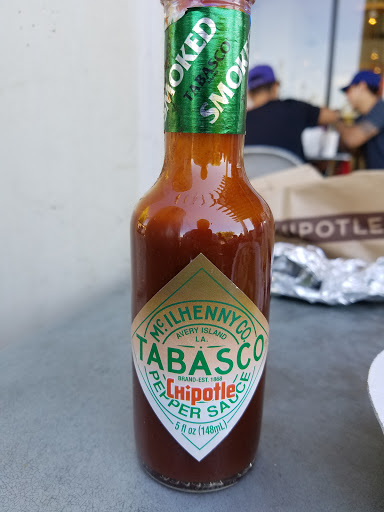 SMOKED
TABASCO
SMOKED
McILHENNY CO.
AVERY ISLAND
LA.
TABASCO
BRAND-EST. 1868
CHipotle
PEPPER SAUCE
5 fl oz (148mL)
HIPOTLE